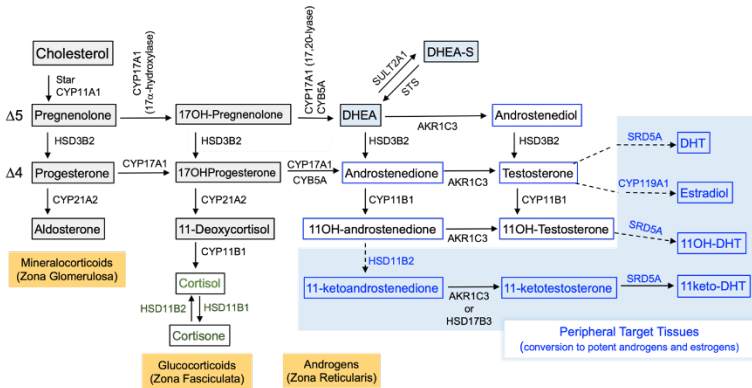 Cholesterol
Star
CYP11A1
CYP17A1
(17α-hydroxylase)
CYP17A1 (17,20-lyase)
CYB5A
SULT2A1
STS
DHEA-S
Δ5
Pregnenolone
17OH-Pregnenolone
DHEA
AKR1C3
Androstenediol
HSD3B2
HSD3B2
HSD3B2
HSD3B2
SRD5A
DHT
Δ4
Progesterone
CYP17A1
17OHProgesterone
CYP17A1
CYB5A
Androstenedione
AKR1C3
Testosterone
CYP119A1
Estradiol
CYP21A2
CYP21A2
CYP11B1
CYP11B1
Aldosterone
11-Deoxycortisol
11OH-androstenedione
AKR1C3
11OH-Testosterone
SRD5A
11OH-DHT
CYP11B1
HSD11B2
Mineralocorticoids
(Zona Glomerulosa)
Cortisol
11-ketoandrostenedione
AKR1C3
or
HSD17B3
11-ketotestosterone
SRD5A
11keto-DHT
HSD11B2
HSD11B1
Cortisone
Peripheral Target Tissues
(conversion to potent androgens and estrogens)
Glucocorticoids
(Zona Fasciculata)
Androgens
(Zona Reticularis)